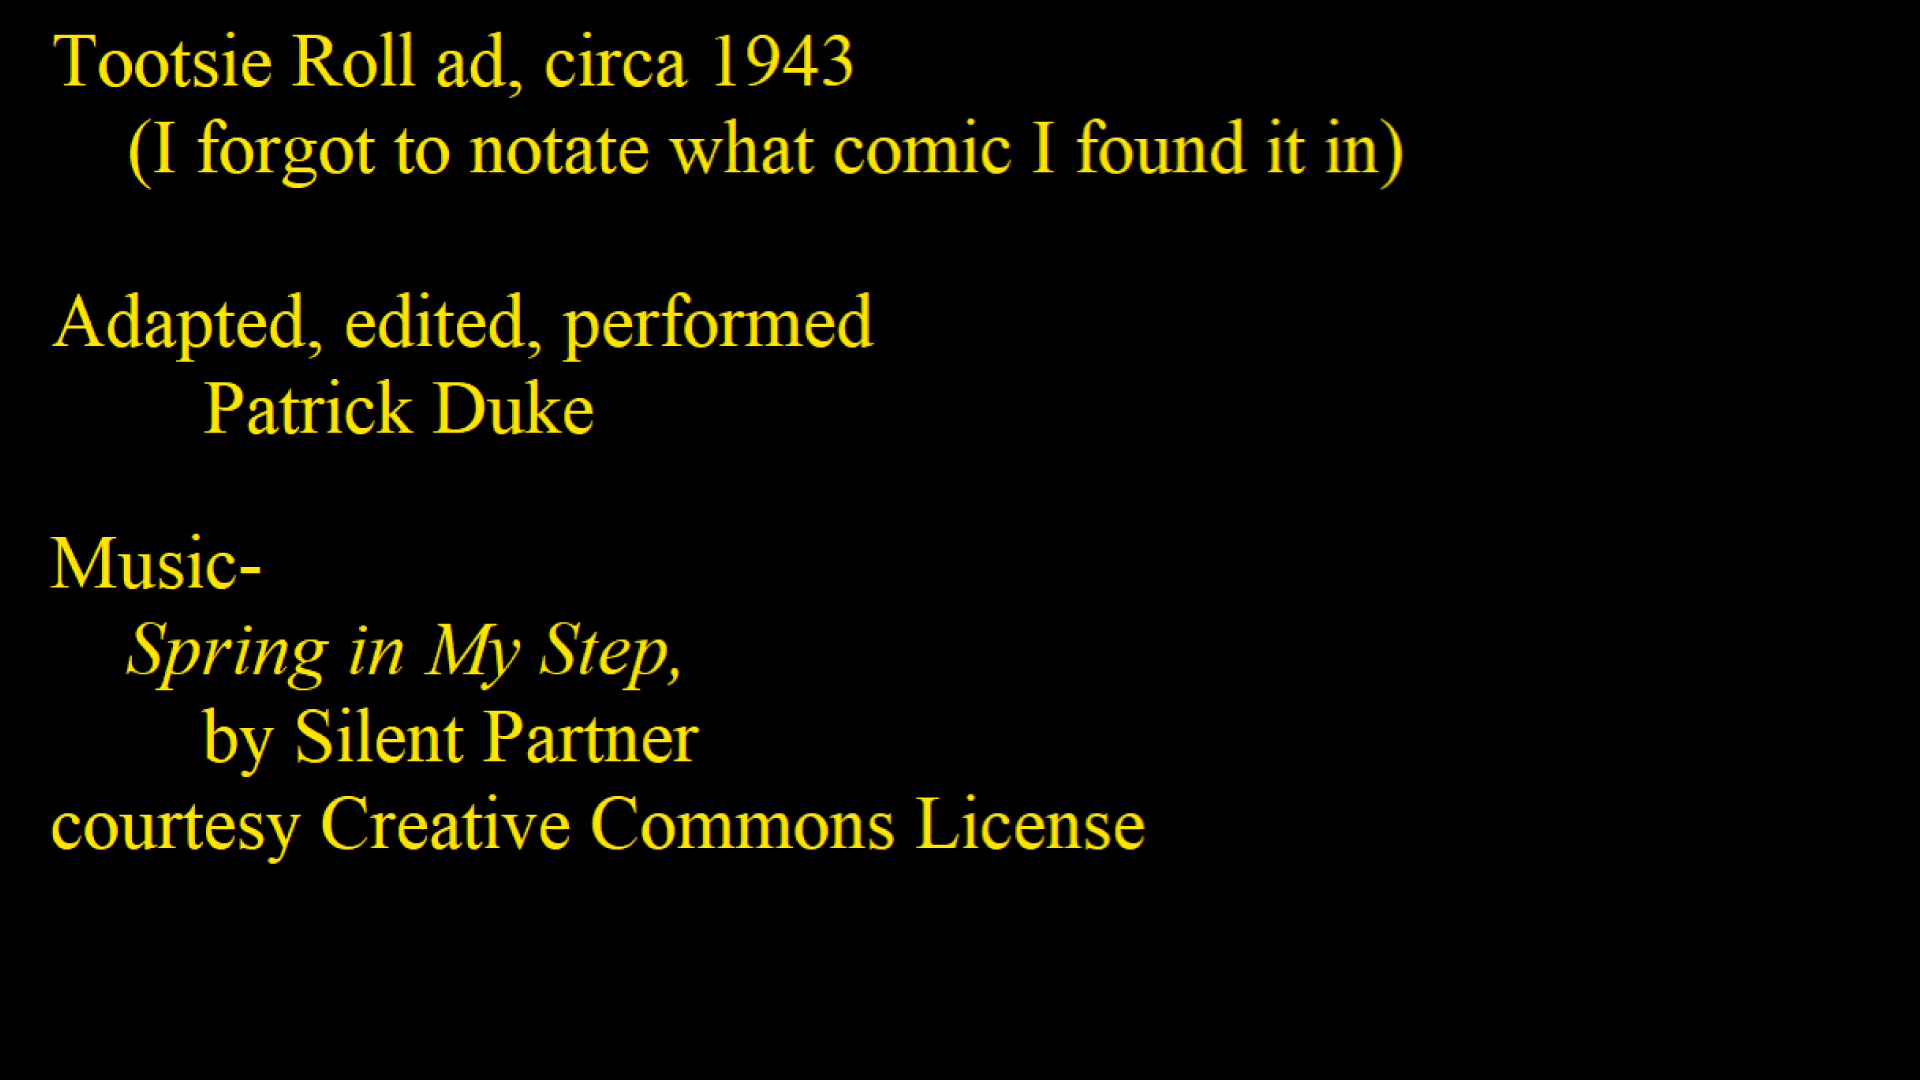 Tootsie Roll ad, circa 1943
(I forgot to notate what comic I found it in)
Adapted, edited, performed
Patrick Duke
Music-
Spring in My Step,
by Silent Partner
courtesy Creative Commons License